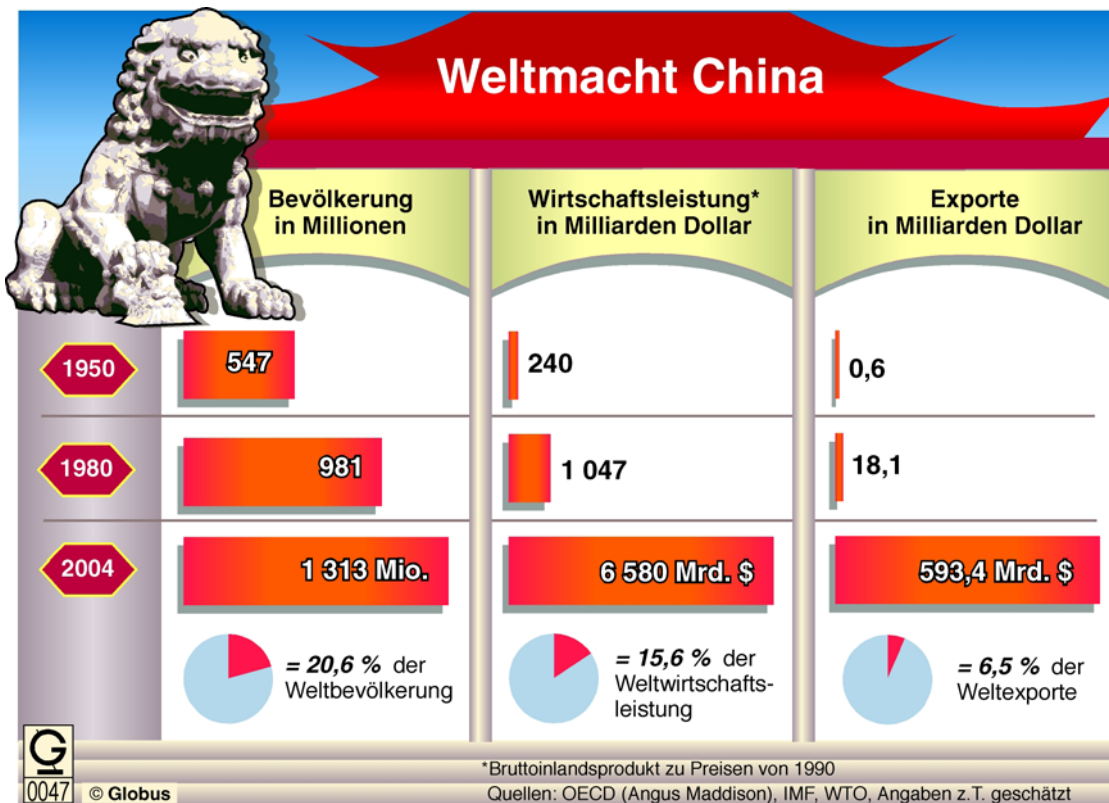 Weltmacht China
Bevölkerung
in Millionen
Wirtschaftsleistung*
in Milliarden Dollar
Exporte
in Milliarden Dollar
1950
547
240
0,6
1980
981
1 047
18,1
2004
1 313 Mio.
6 580 Mrd. $
593,4 Mrd. $
= 20,6 % der
Weltbevölkerung
= 15,6 % der
Weltwirtschafts-
leistung
= 6,5 % der
Weltexporte
*Bruttoinlandsprodukt zu Preisen von 1990
G
0047
© Globus
Quellen: OECD (Angus Maddison), IMF, WTO, Angaben z.T. geschätzt